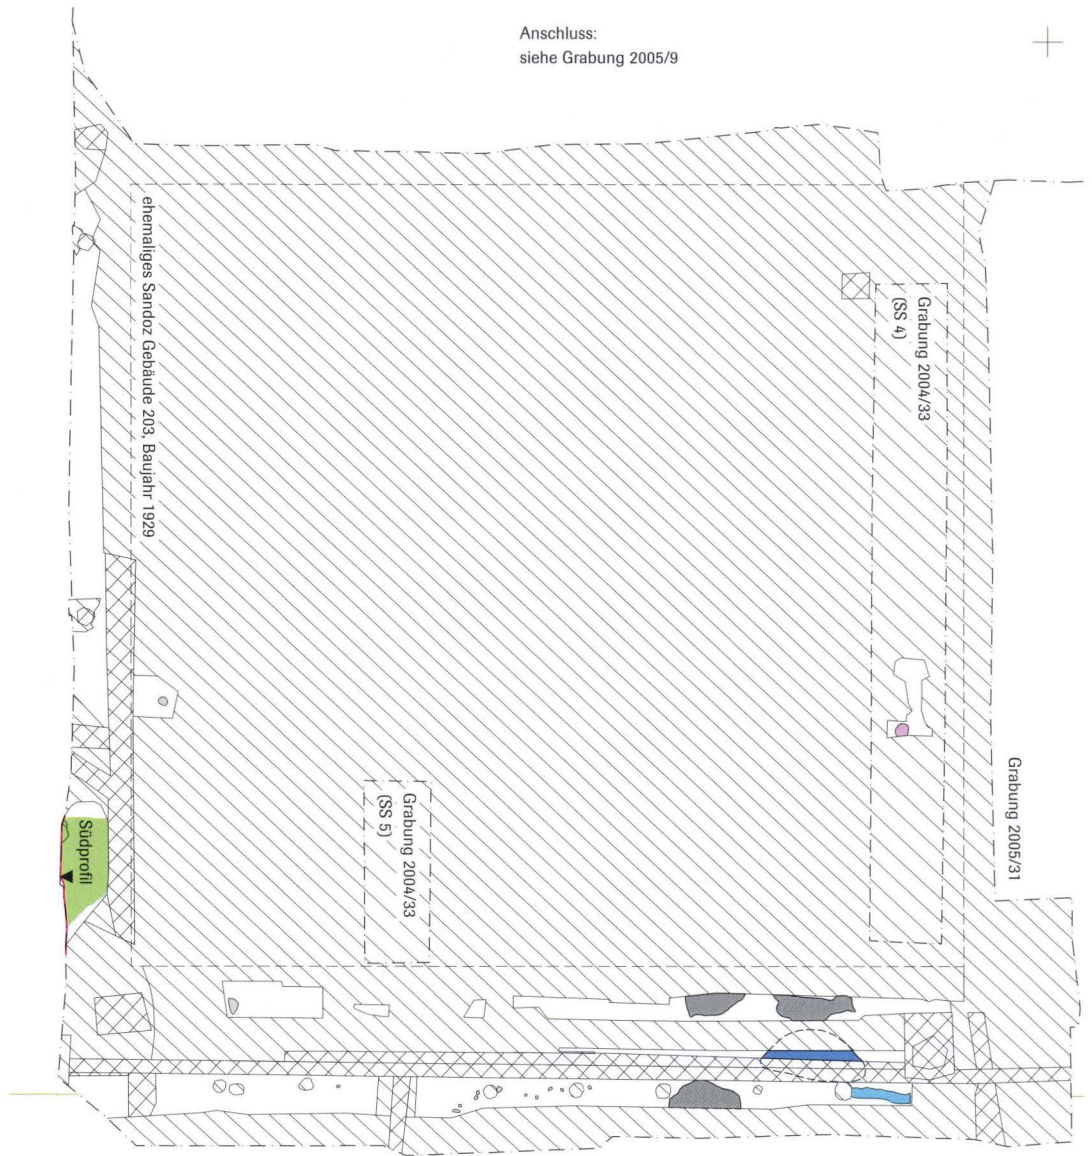 Anschluss:
siehe Grabung 2005/9
ehemaliges Sandoz Gebäude 203, Baujahr 1929
Grabung 2004/33
(SS 4)
Grabung 2005/31
Grabung 2004/33
(SS 5)
Südprofil